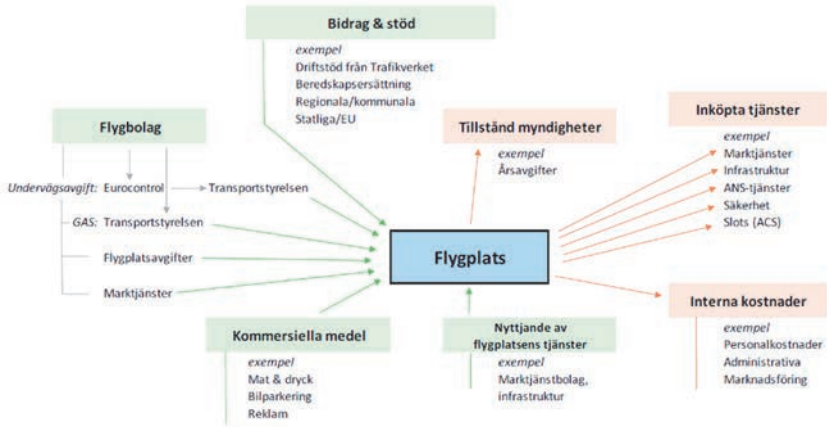 Bidrag & stöd
exempel
Driftstöd från Trafikverket
Beredskapsersättning
Regionala/kommunala
Statliga/EU
Flygbolag
Undervägsavgift: Eurocontrol
Transportstyrelsen
GAS: Transportstyrelsen
Flygplatsavgifter
Marktjänster
Tillstånd myndigheter
exempel
Årsavgifter
Inköpta tjänster
exempel
Marktjänster
Infrastruktur
ANS-tjänster
Säkerhet
Slots (ACS)
Flygplats
Kommersiella medel
exempel
Mat & dryck
Bilparkering
Reklam
Nyttjande av
flygplatsens tjänster
exempel
Marktjänstbolag,
infrastruktur
Interna kostnader
exempel
Personalkostnader
Administrativa
Marknadsföring